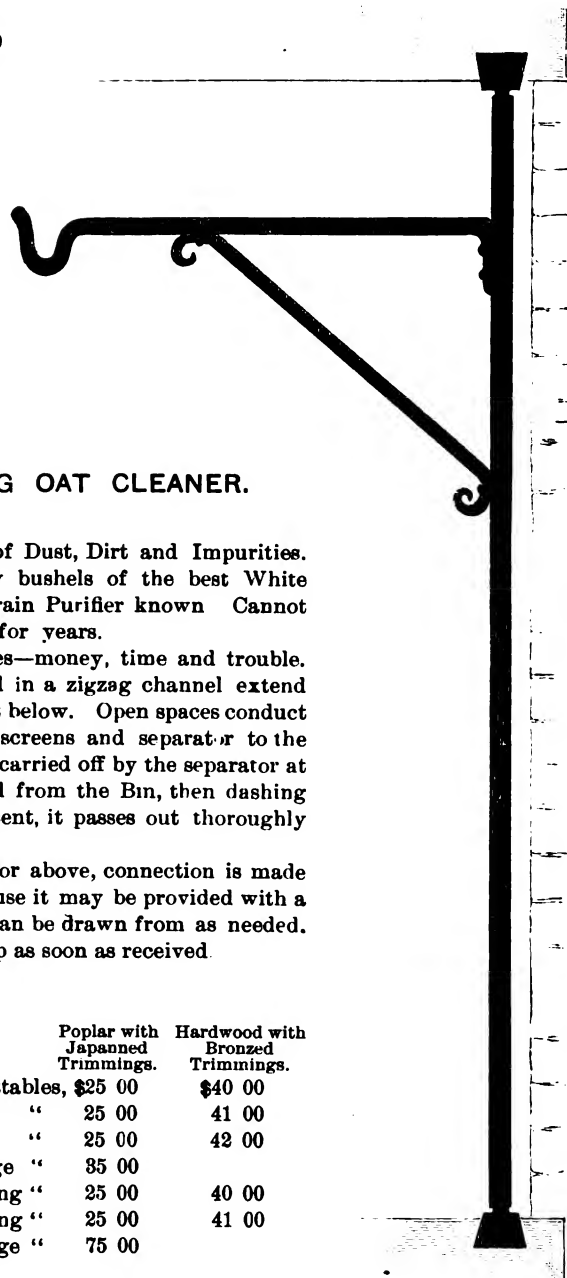 G OAT CLEANER.
of Dust, Dirt and Impurities.
bushels of the best White
rain Purifier known Cannot
for years.
es—money, time and trouble.
in a zigzag channel extend
below. Open spaces conduct
screens and separator to the
carried off by the separator at
from the Bin, then dashing
ent, it passes out thoroughly
or above, connection is made
use it may be provided with a
an be drawn from as needed.
as soon as received
Poplar with Japanned Trimmings. Hardwood with Bronzed Trimmings.
stables, $25 00 $40 00
“ 25 00 41 00
“ 25 00 42 00
ge “ 35 00
ng “ 25 00 40 00
ng “ 25 00 41 00
ge “ 75 00